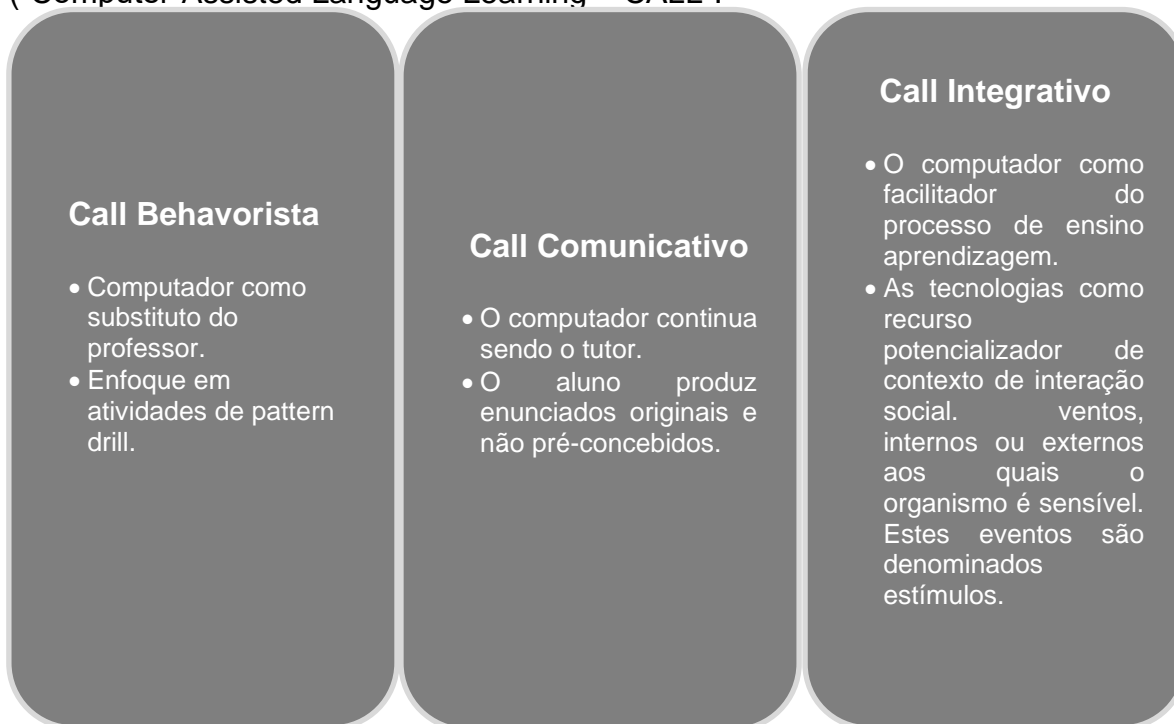 ( Computer Assisted Language Learning – CALL .
Call Behavorista
• Computador como
substituto do
professor.
• Enfoque em
atividades de pattern
drill.
Call Comunicativo
• O computador continua
sendo o tutor.
• O aluno produz
enunciados originais e
não pré-concebidos.
Call Integrativo
• O computador como
facilitador do
processo de ensino
aprendizagem.
• As tecnologias como
recurso
potencializador de
contexto de interação
social. ventos,
internos ou externos
aos quais o
organismo é sensível.
Estes eventos são
denominados
estímulos.